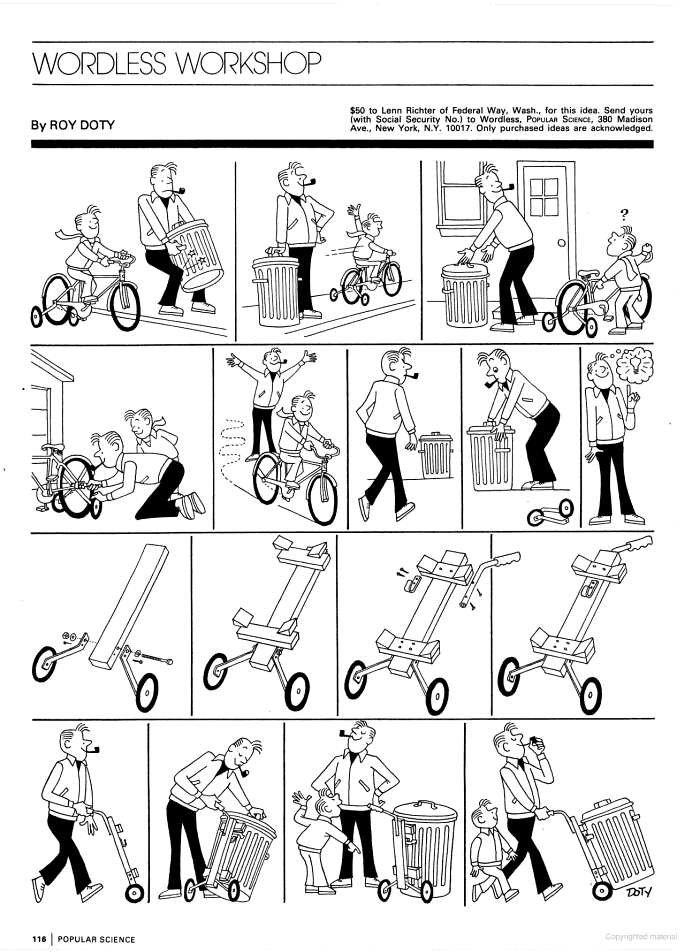 WORDLESS WORKSHOP
By ROY DOTY
$50 to Lenn Richter of Federal Way, Wash., for this idea. Send yours
(with Social Security No.) to Wordless, POPULAR SCIENCE, 380 Madison
Ave., New York, N.Y. 10017. Only purchased ideas are acknowledged.
?
DOTY
116 | POPULAR SCIENCE
Copyrighted material